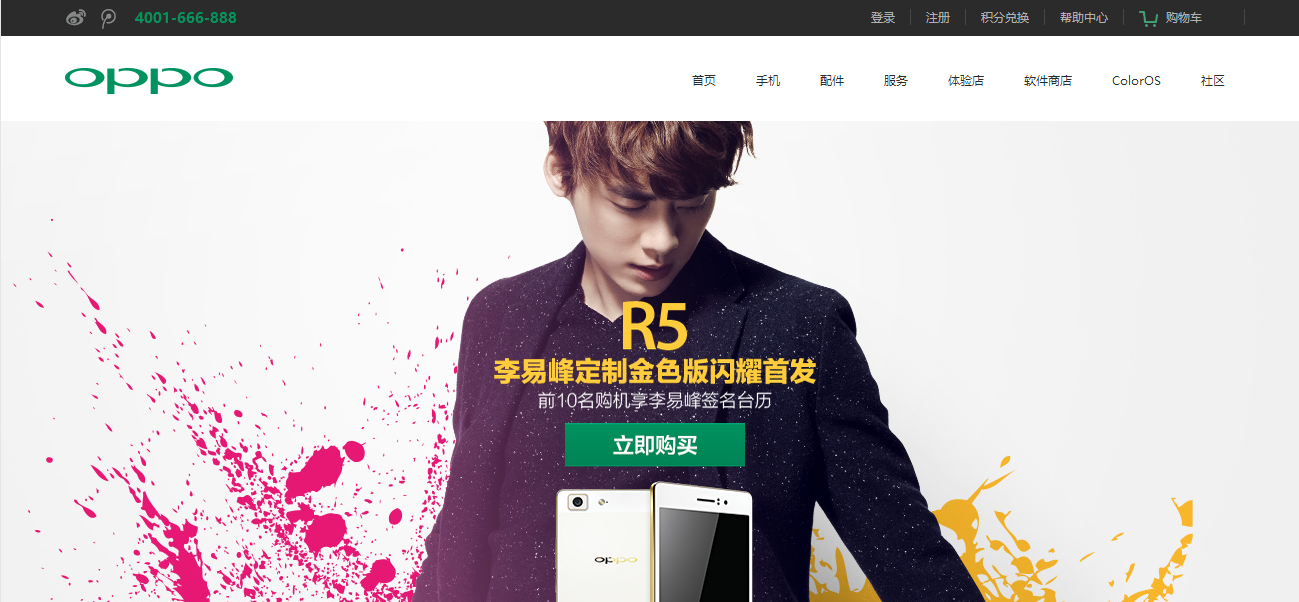 4001-666-888
登录 注册 积分兑换 帮助中心 购物车
oppo
首页 手机 配件 服务 体验店 软件商店 ColorOS 社区
R5
李易峰定制金色版闪耀首发
前10名购机享李易峰签名台历
立即购买
oppo